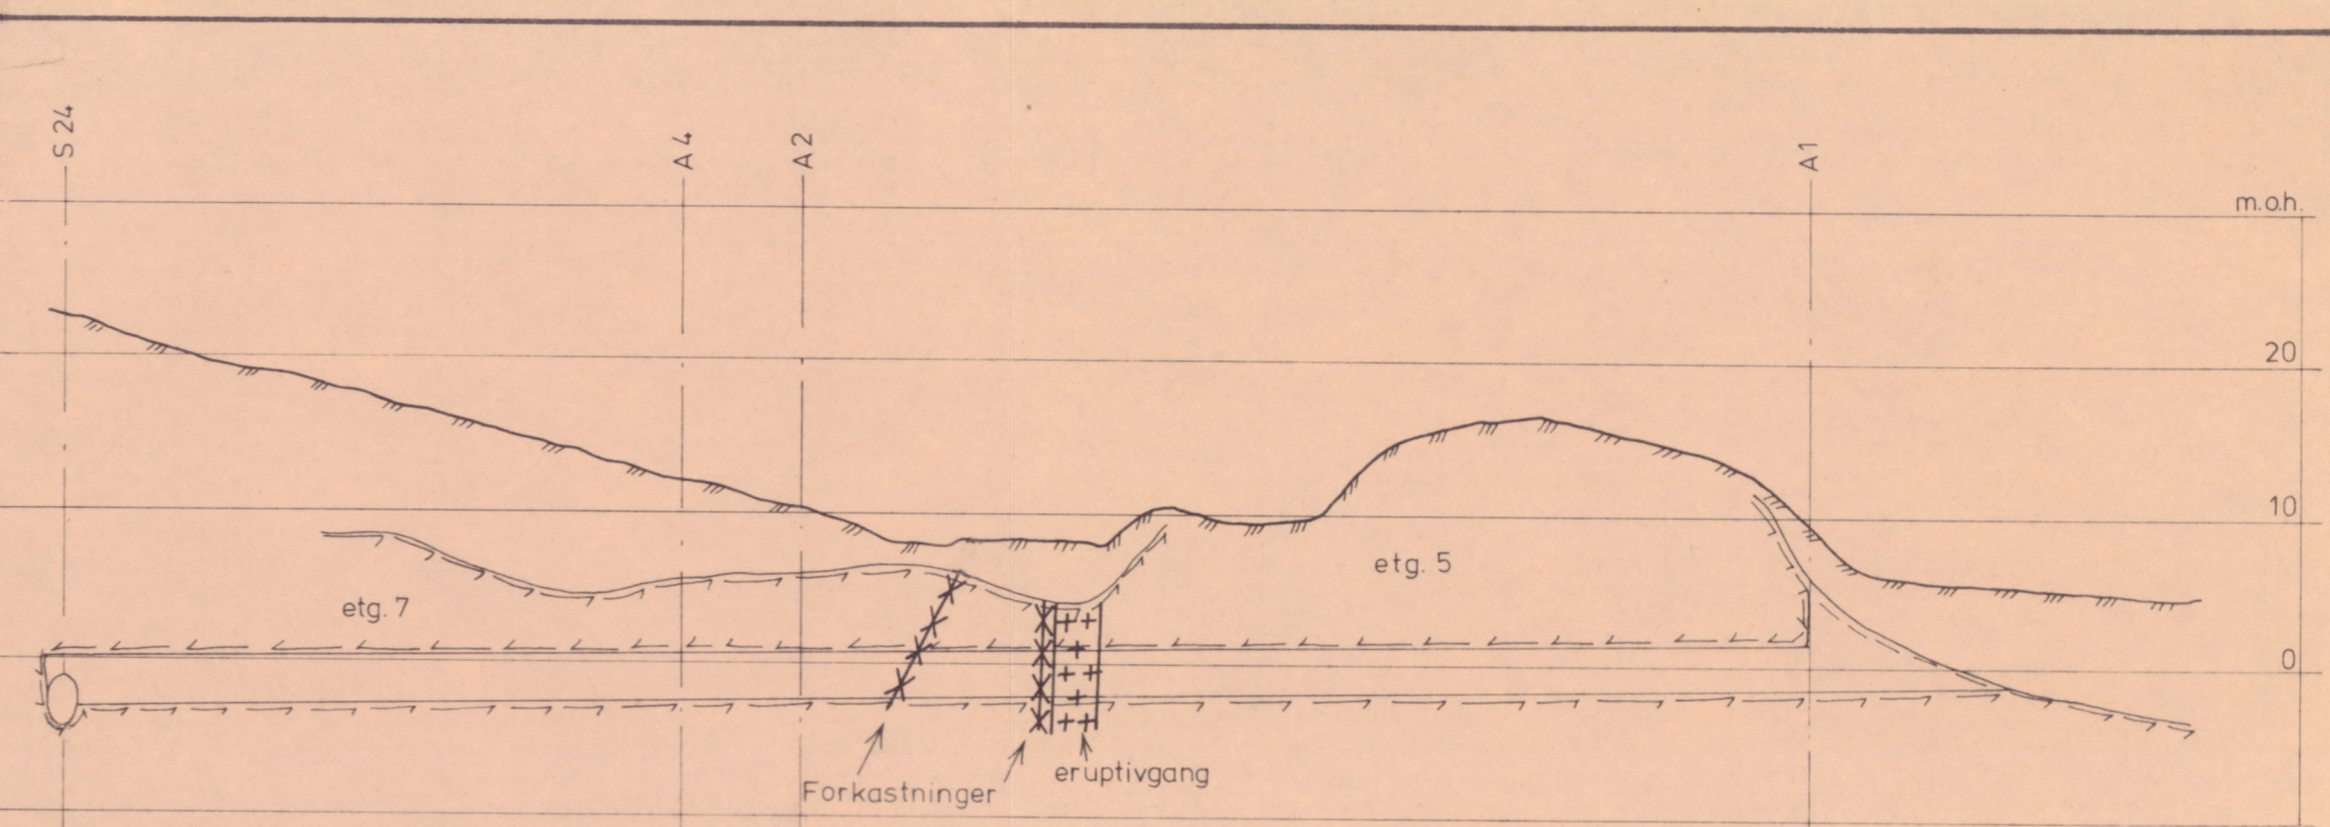 S 24
A 4
A 2
A 1
m.o.h.
20
10
etg. 5
etg. 7
0
Forkastninger
eruptivgang